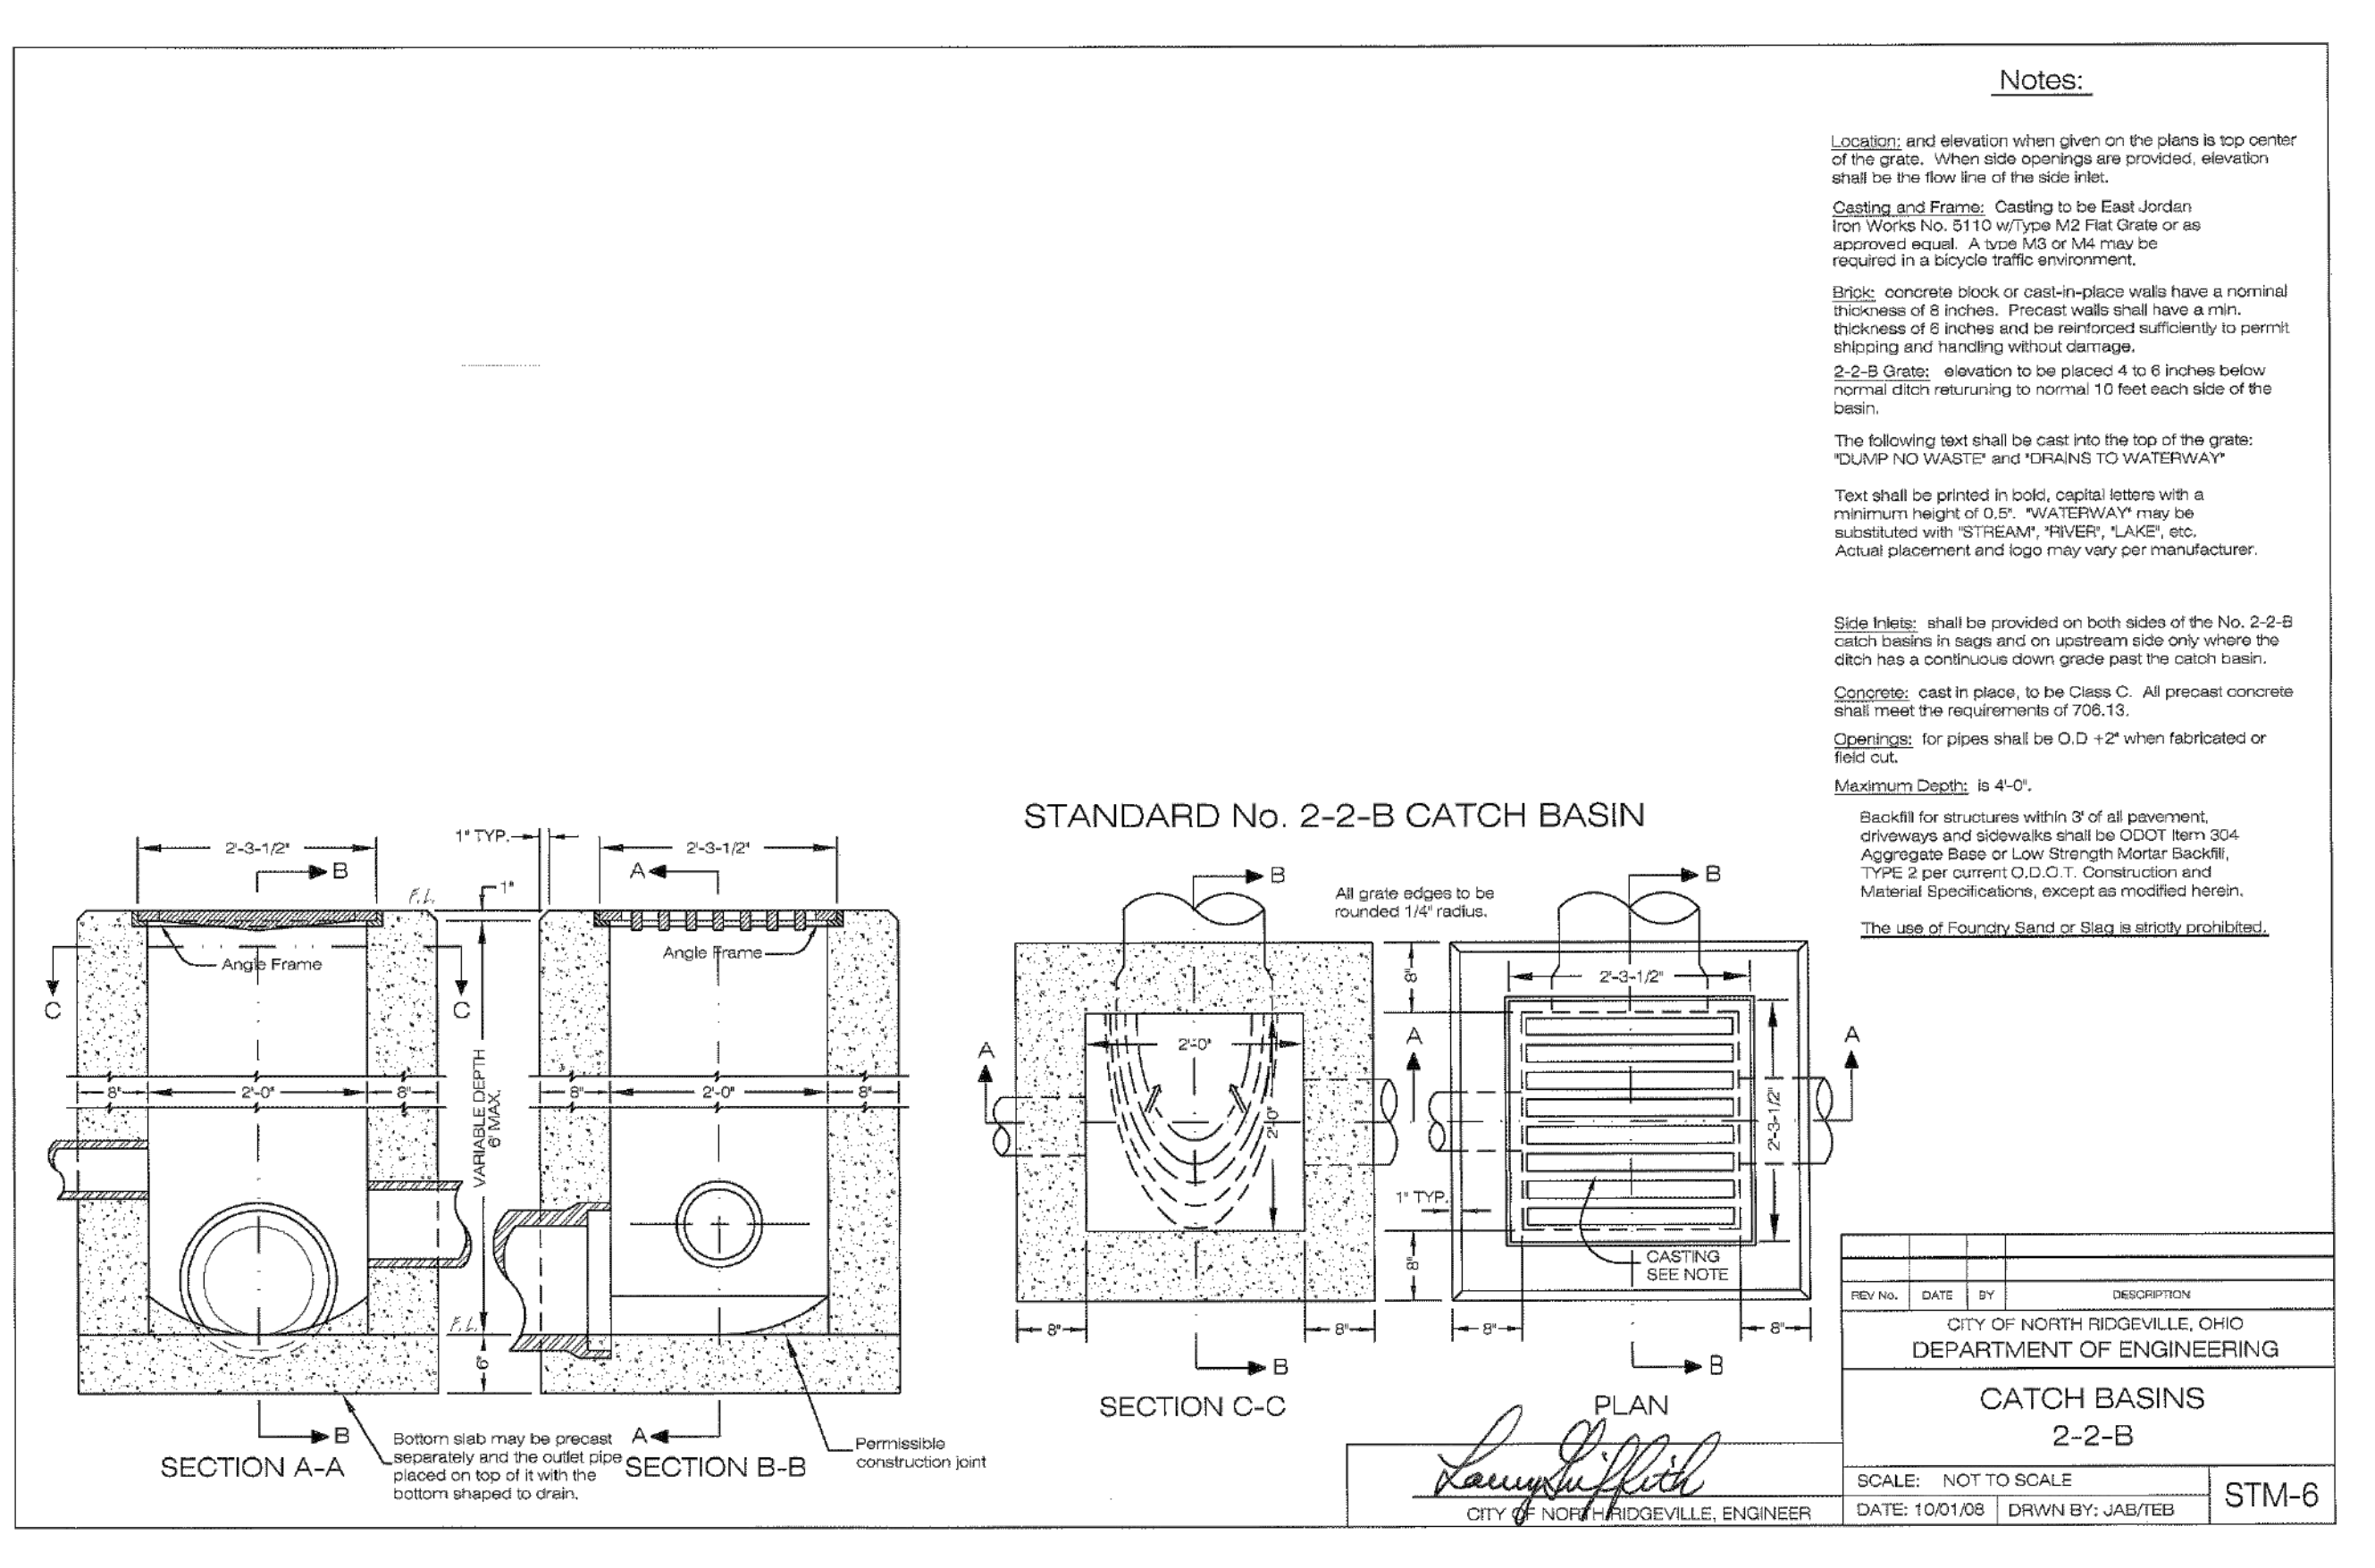 Notes:
Location: and elevation when given on the plans is top center
of the grate. When side openings are provided, elevation
shall be the flow line of the side inlet.
Casting and Frame: Casting to be East Jordan
Iron Works No. 5110 w/Type M2 Flat Grate or as
approved equal. A type M3 or M4 may be
required in a bicycle traffic environment.
Brick: concrete block or cast-in-place walls have a nominal
thickness of 8 inches. Precast walls shall have a min.
thickness of 6 inches and be reinforced sufficiently to permit
shipping and handling without damage.
2-2-B Grate: elevation to be placed 4 to 6 inches below
normal ditch returuning to normal 10 feet each side of the
basin.
The following text shall be cast into the top of the grate:
"DUMP NO WASTE" and "DRAINS TO WATERWAY"
Text shall be printed in bold, capital letters with a
minimum height of 0.5". "WATERWAY" may be
substituted with "STREAM", "RIVER", "LAKE", etc.
Actual placement and logo may vary per manufacturer.
Side Inlets: shall be provided on both sides of the No. 2-2-B
catch basins in sags and on upstream side only where the
ditch has a continuous down grade past the catch basin.
Concrete: cast in place, to be Class C. All precast concrete
shall meet the requirements of 706.13.
Openings: for pipes shall be O.D +2" when fabricated or
field cut.
Maximum Depth: is 4'-0".
Backfill for structures within 3' of all pavement,
driveways and sidewalks shall be ODOT Item 304
Aggregate Base or Low Strength Mortar Backfill,
TYPE 2 per current O.D.O.T. Construction and
Material Specifications, except as modified herein.
The use of Foundry Sand or Slag is strictly prohibited.
STANDARD No. 2-2-B CATCH BASIN
2'-3-1/2"
B
F.L.
1"
Angle Frame
C
C
8"
2'-0"
8"
VARIABLE DEPTH
6' MAX.
F.L.
6"
B
SECTION A-A
Bottom slab may be precast
separately and the outlet pipe
placed on top of it with the
bottom shaped to drain.
1" TYP.
2'-3-1/2"
A
Angle Frame
8"
2'-0"
8"
A
SECTION B-B
Permissible
construction joint
B
8"
A
2'-0"
2'-0"
A
8"
8"
8"
B
SECTION C-C
All grate edges to be
rounded 1/4" radius.
B
2'-3-1/2"
A
2'-3-1/2"
1" TYP.
CASTING
SEE NOTE
8"
8"
B
PLAN
Larry Griffith
CITY OF NORTH RIDGEVILLE, ENGINEER
REV No. DATE BY DESCRIPTION
CITY OF NORTH RIDGEVILLE, OHIO
DEPARTMENT OF ENGINEERING
CATCH BASINS
2-2-B
SCALE: NOT TO SCALE
DATE: 10/01/08 DRWN BY: JAB/TEB
STM-6